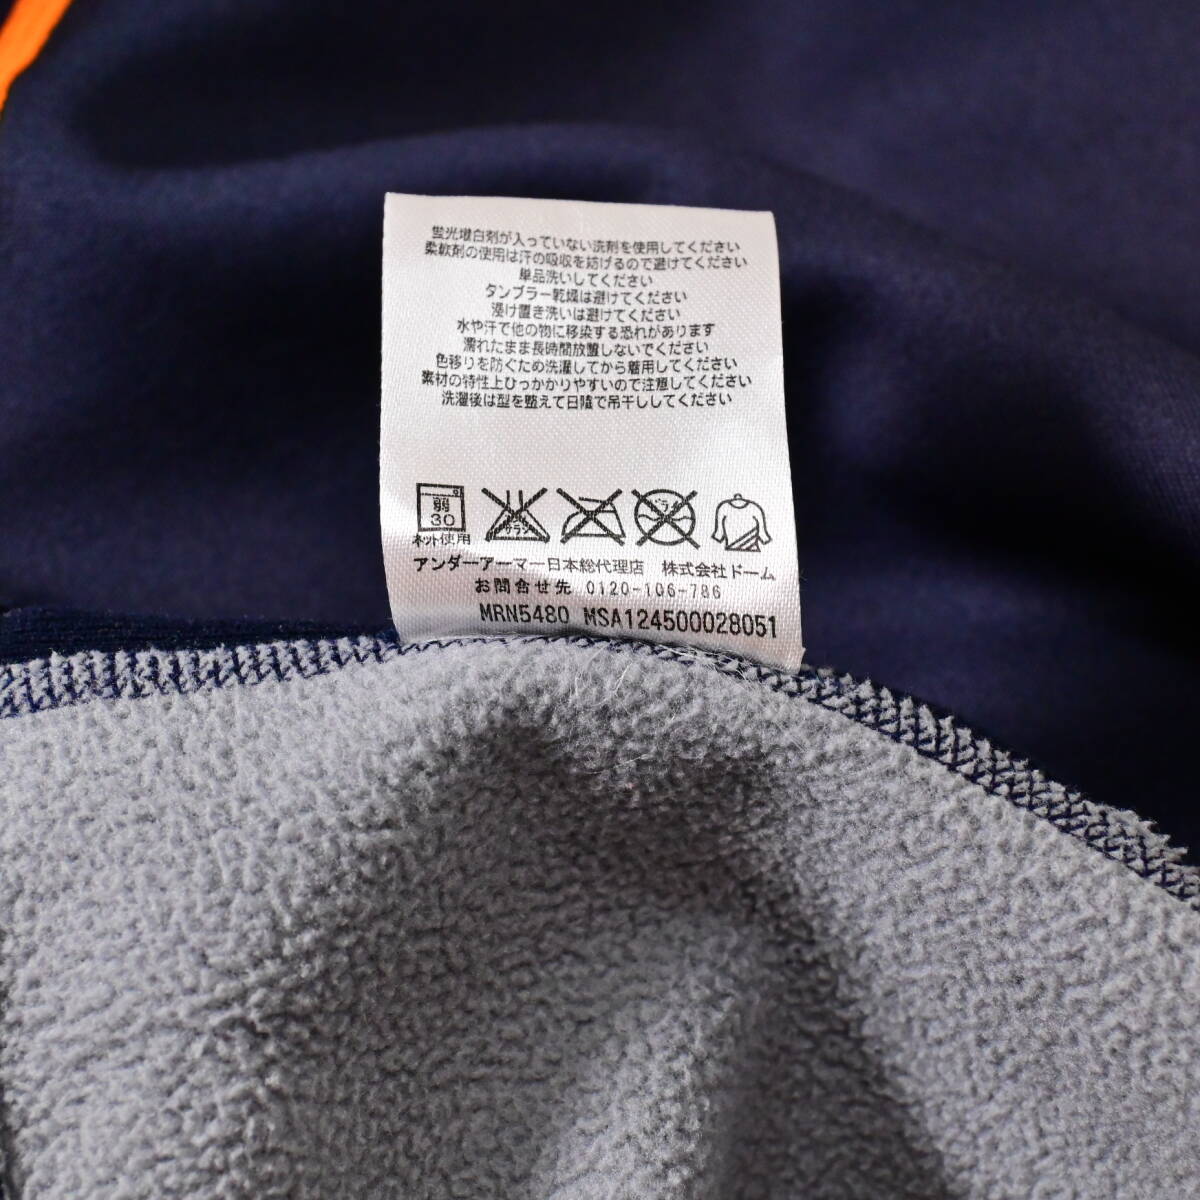 蛍光増白剤が入っていない洗剤を使用してください
柔軟剤の使用は汗の吸収を妨げるので避けてください
単品洗いしてください
タンブラー乾燥は避けてください
浸け置き洗いは避けてください
水や汗で他の物に移染する恐れがあります
濡れたまま長時間放置しないでください
色移りを防ぐため洗濯してから着用してください
素材の特性上ひっかかりやすいので注意してください
洗濯後は型を整えて日陰で吊干ししてください
弱
30
ネット使用
エンソ
サラシ
ドライ
アンダーアーマー日本総代理店 株式会社ドーム
お問合せ先 0120-106-786
MRN5480 MSA124500028051